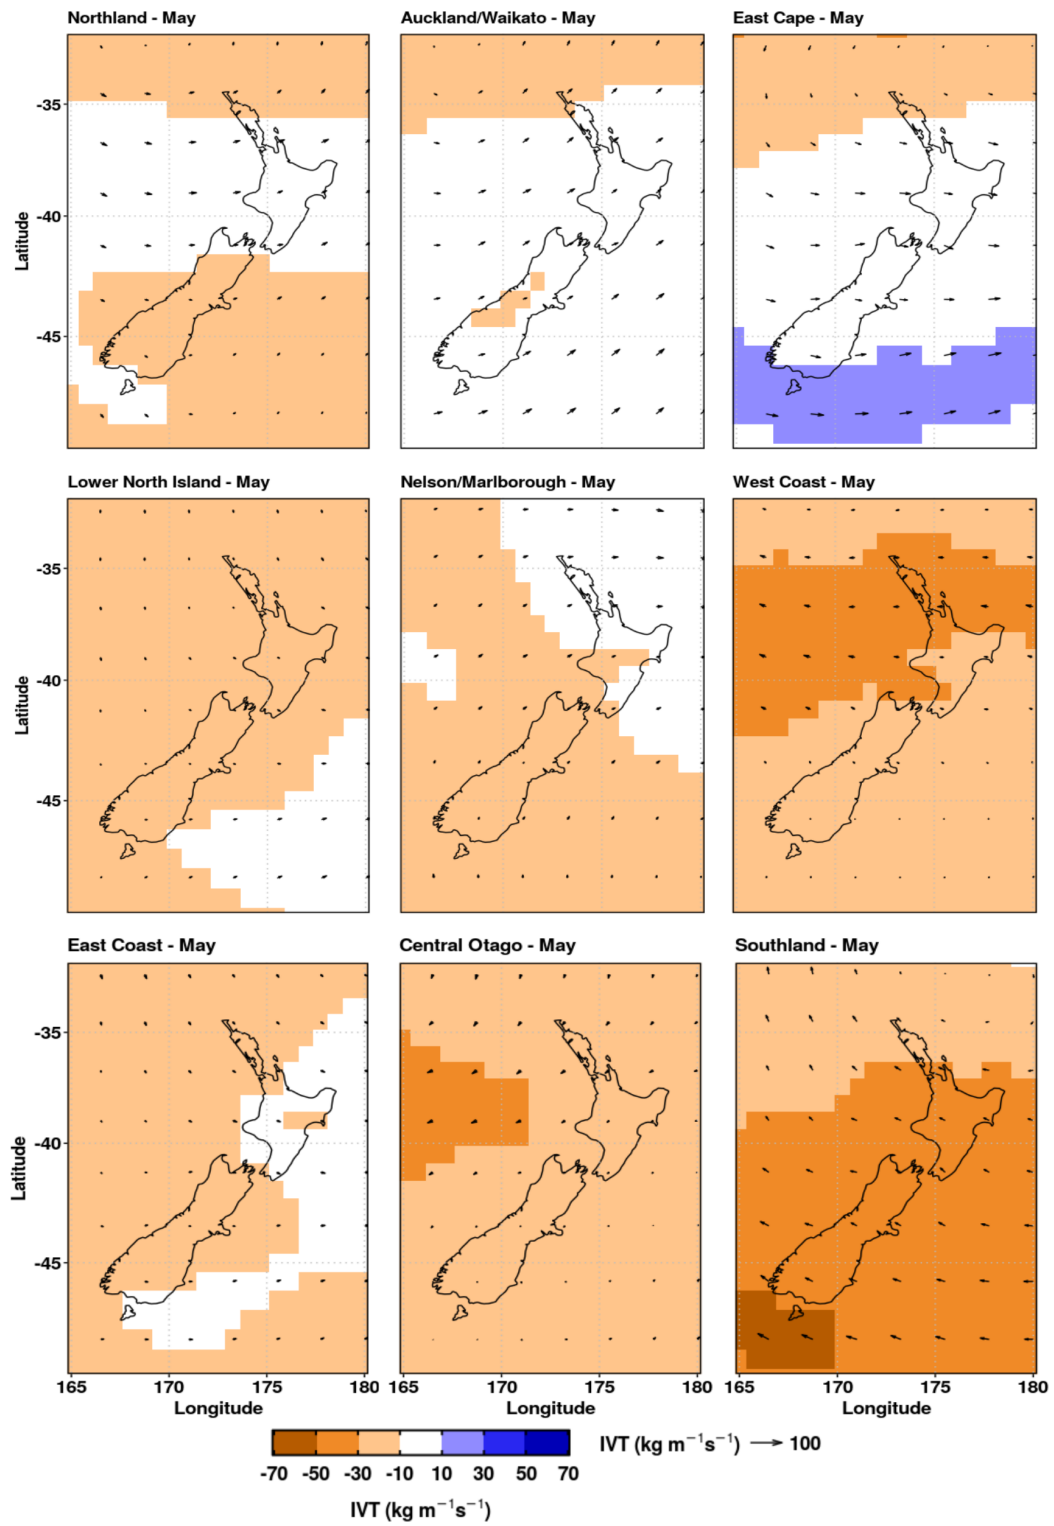 Northland - May
Auckland/Waikato - May
East Cape - May
Latitude
-35
-40
-45
Lower North Island - May
Nelson/Marlborough - May
West Coast - May
Latitude
-35
-40
-45
East Coast - May
Central Otago - May
Southland - May
Latitude
-35
-40
-45
165 170 175 180
165 170 175 180
165 170 175 180
Longitude
Longitude
Longitude
-70 -50 -30 -10 10 30 50 70
IVT (kg m⁻¹s⁻¹)
IVT (kg m⁻¹s⁻¹) → 100